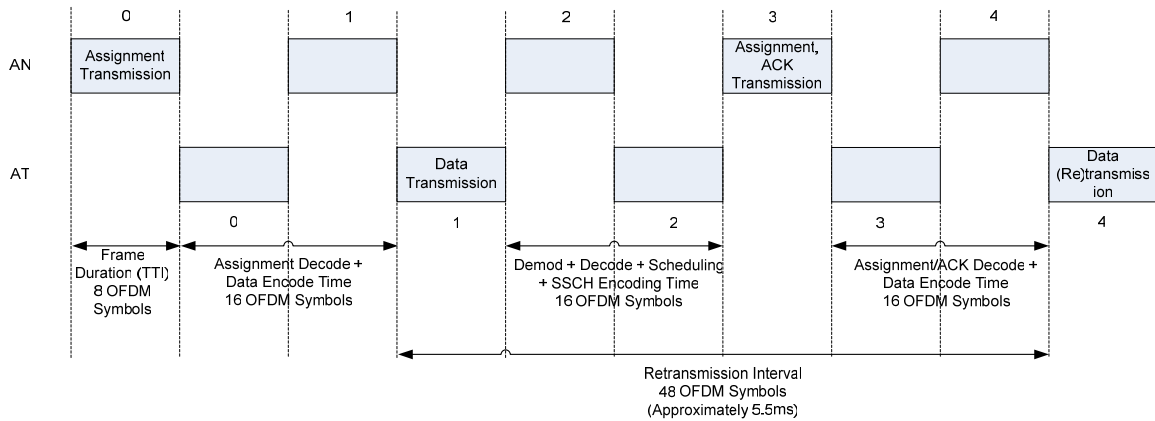 0
1
2
3
4
AN
Assignment
Transmission
Assignment,
ACK
Transmission
AT
Data
Transmission
Data
(Re)transmiss
ion
0
1
2
3
4
Frame
Duration (TTI)
8 OFDM
Symbols
Assignment Decode +
Data Encode Time
16 OFDM Symbols
Demod + Decode + Scheduling
+ SSCH Encoding Time
16 OFDM Symbols
Assignment/ACK Decode +
Data Encode Time
16 OFDM Symbols
Retransmission Interval
48 OFDM Symbols
(Approximately 5.5ms)